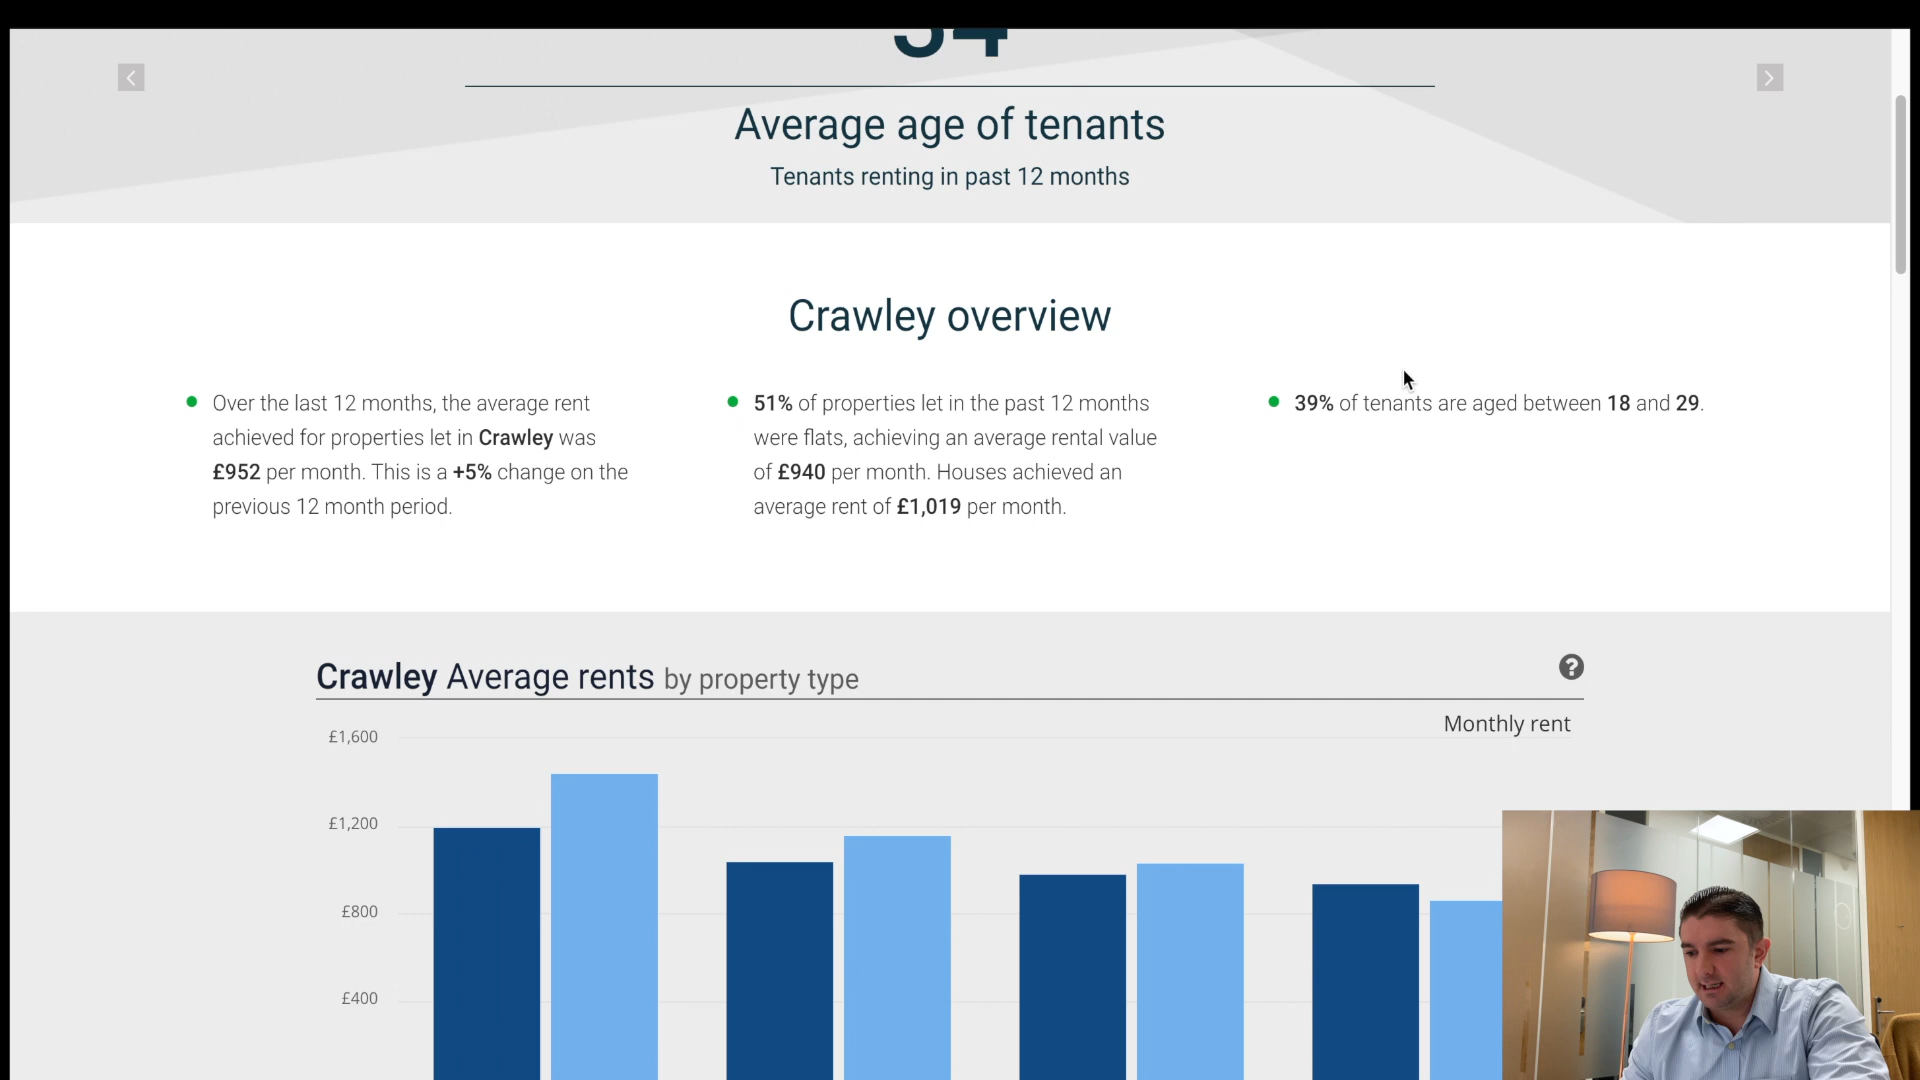 Average age of tenants
Tenants renting in past 12 months
Crawley overview
Over the last 12 months, the average rent
achieved for properties let in Crawley was
£952 per month. This is a +5% change on the
previous 12 month period.
51% of properties let in the past 12 months
were flats, achieving an average rental value
of £940 per month. Houses achieved an
average rent of £1,019 per month.
39% of tenants are aged between 18 and 29.
Crawley Average rents by property type
?
Monthly rent
£1,600
£1,200
£800
£400